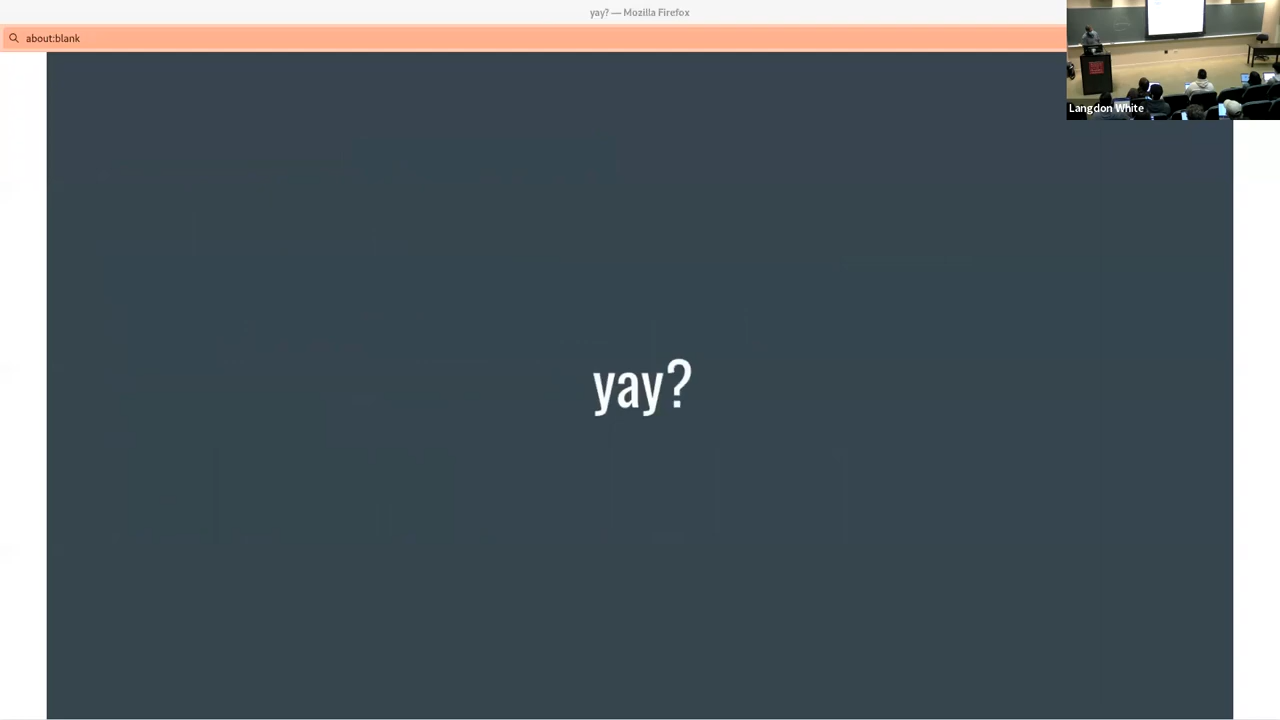 yay? — Mozilla Firefox
about:blank
Langdon White
yay?